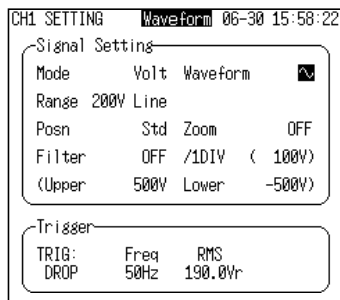 CH1 SETTING Waveform 06-30 15:58:22
Signal Setting
Mode Volt Waveform
Range 200V Line
Posn Std Zoom OFF
Filter OFF /1DIV ( 100V)
(Upper 500V Lower -500V)
Trigger
TRIG: Freq RMS
DROP 50Hz 190.0Vr